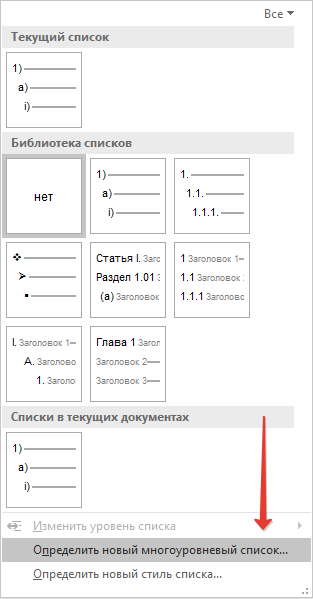 Все
Текущий список
1)
a)
i)
Библиотека списков
нет
1)
a)
i)
1.
1.1.
1.1.1.
Статья I. Заго
Раздел 1.01 З
(a) Заголовок
1 Заголовок 1
1.1 Заголовок
1.1.1 Заголов
I. Заголовок 1
A. Заголово
1. Заголо
Глава 1 Загол
Заголовок 2
Заголовок 3
Списки в текущих документах
1)
a)
i)
Изменить уровень списка
Определить новый многоуровневый список...
Определить новый стиль списка...